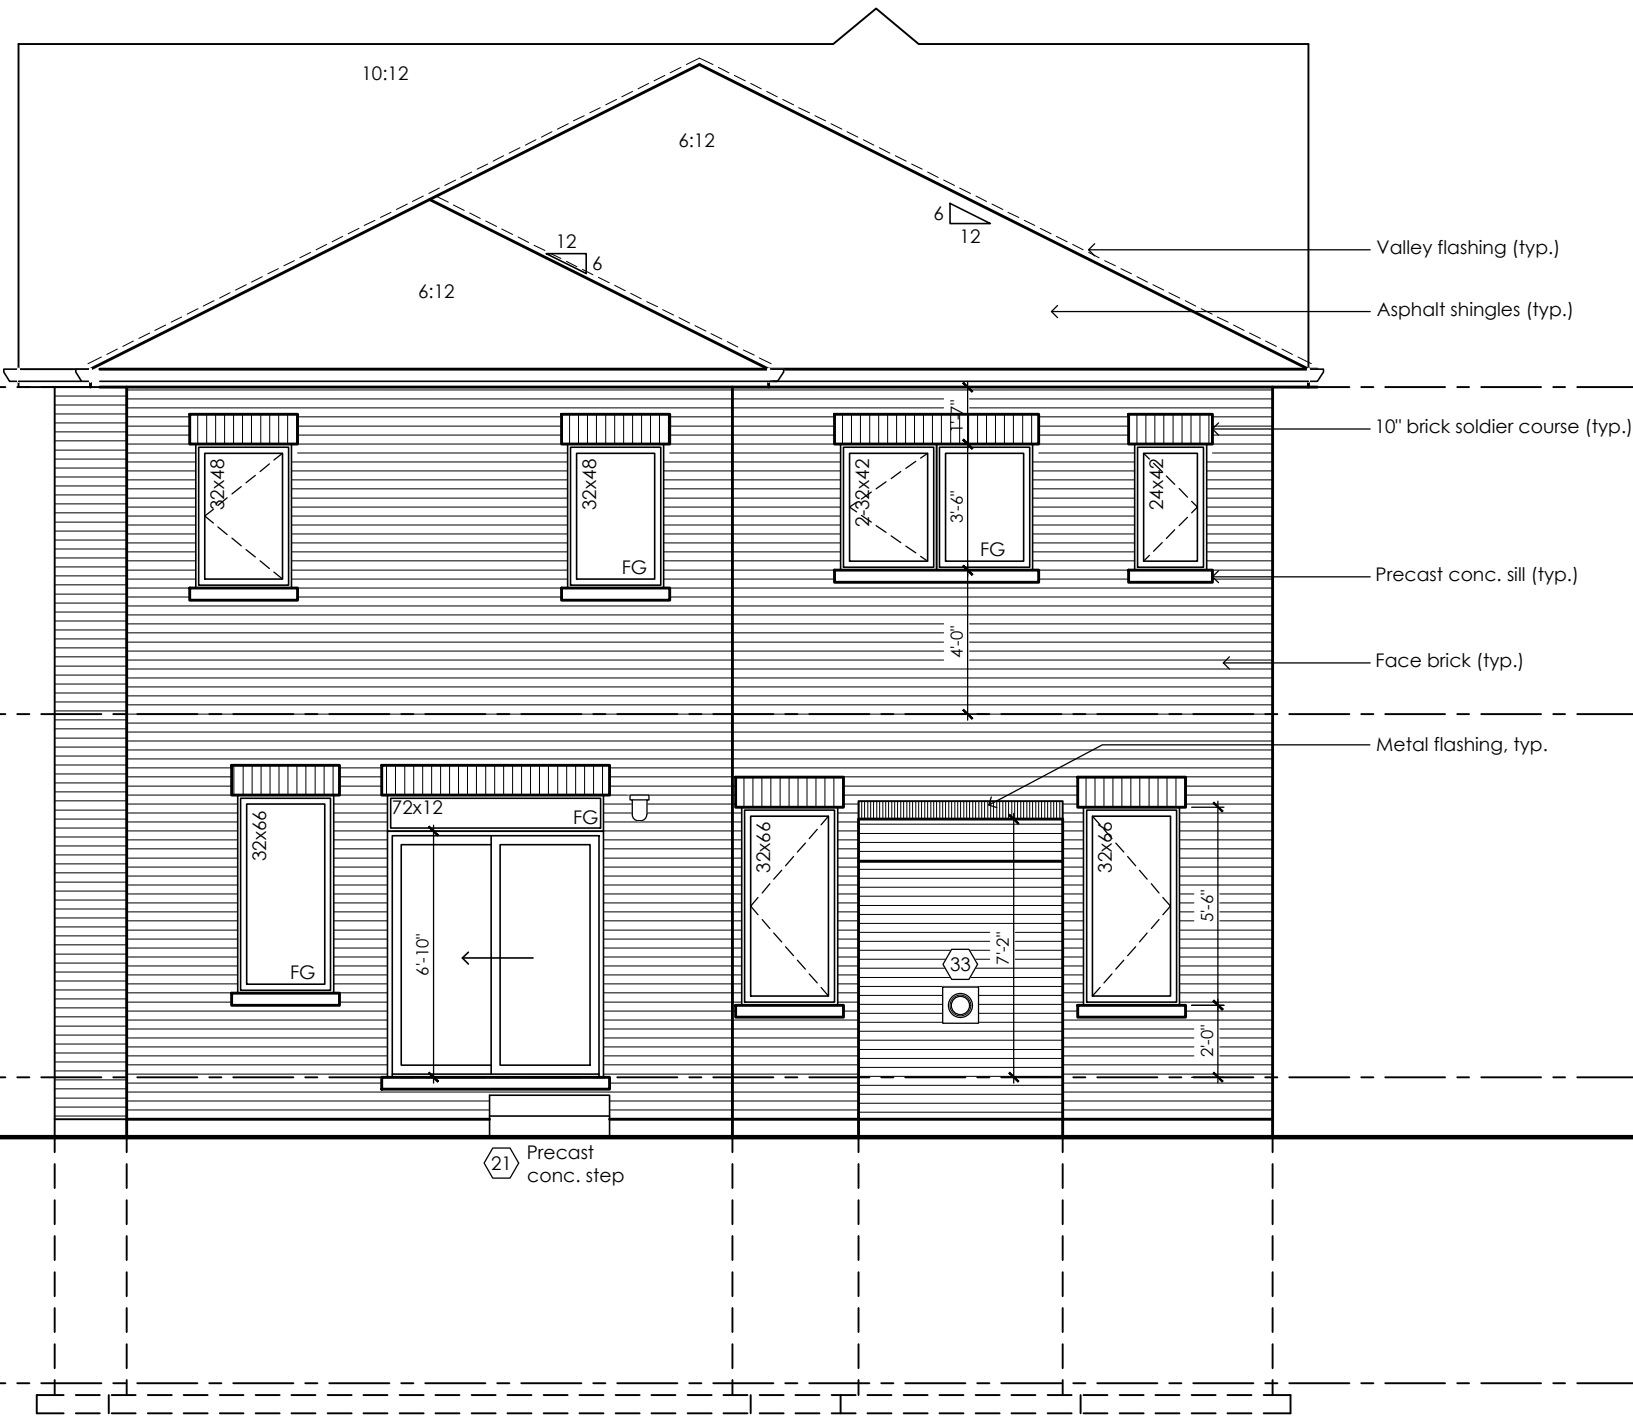 10:12
6:12
6
12
12
6
6:12
Valley flashing (typ.)
Asphalt shingles (typ.)
1'-7"
10" brick soldier course (typ.)
32x48
32x48
FG
2-32x42
3'-6"
FG
24x42
Precast conc. sill (typ.)
4'-0"
Face brick (typ.)
Metal flashing, typ.
72x12
FG
32x66
FG
6'-10"
32x66
33
7'-2"
32x66
5'-6"
2'-0"
21
Precast
conc. step